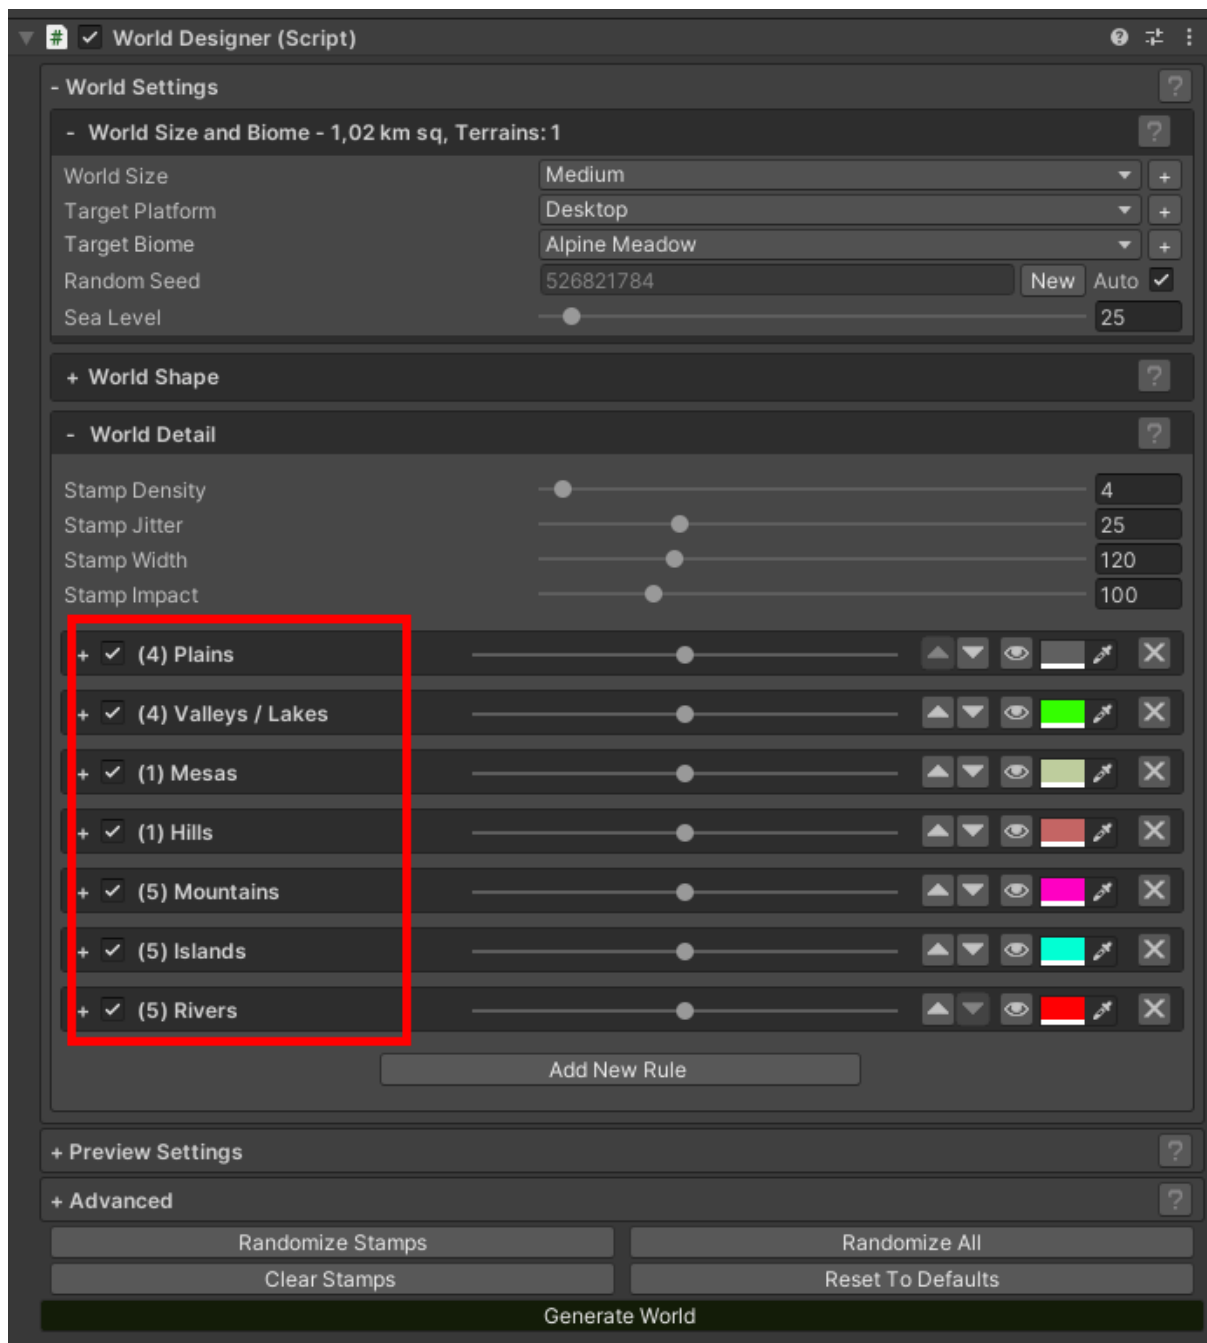 # World Designer (Script) ?
- World Settings ?
- World Size and Biome - 1,02 km sq, Terrains: 1 ?
World Size Medium +
Target Platform Desktop +
Target Biome Alpine Meadow +
Random Seed 526821784 New Auto
Sea Level 25
+ World Shape ?
- World Detail ?
Stamp Density 4
Stamp Jitter 25
Stamp Width 120
Stamp Impact 100
+ (4) Plains
+ (4) Valleys / Lakes
+ (1) Mesas
+ (1) Hills
+ (5) Mountains
+ (5) Islands
+ (5) Rivers
Add New Rule
+ Preview Settings ?
+ Advanced ?
Randomize Stamps Randomize All
Clear Stamps Reset To Defaults
Generate World